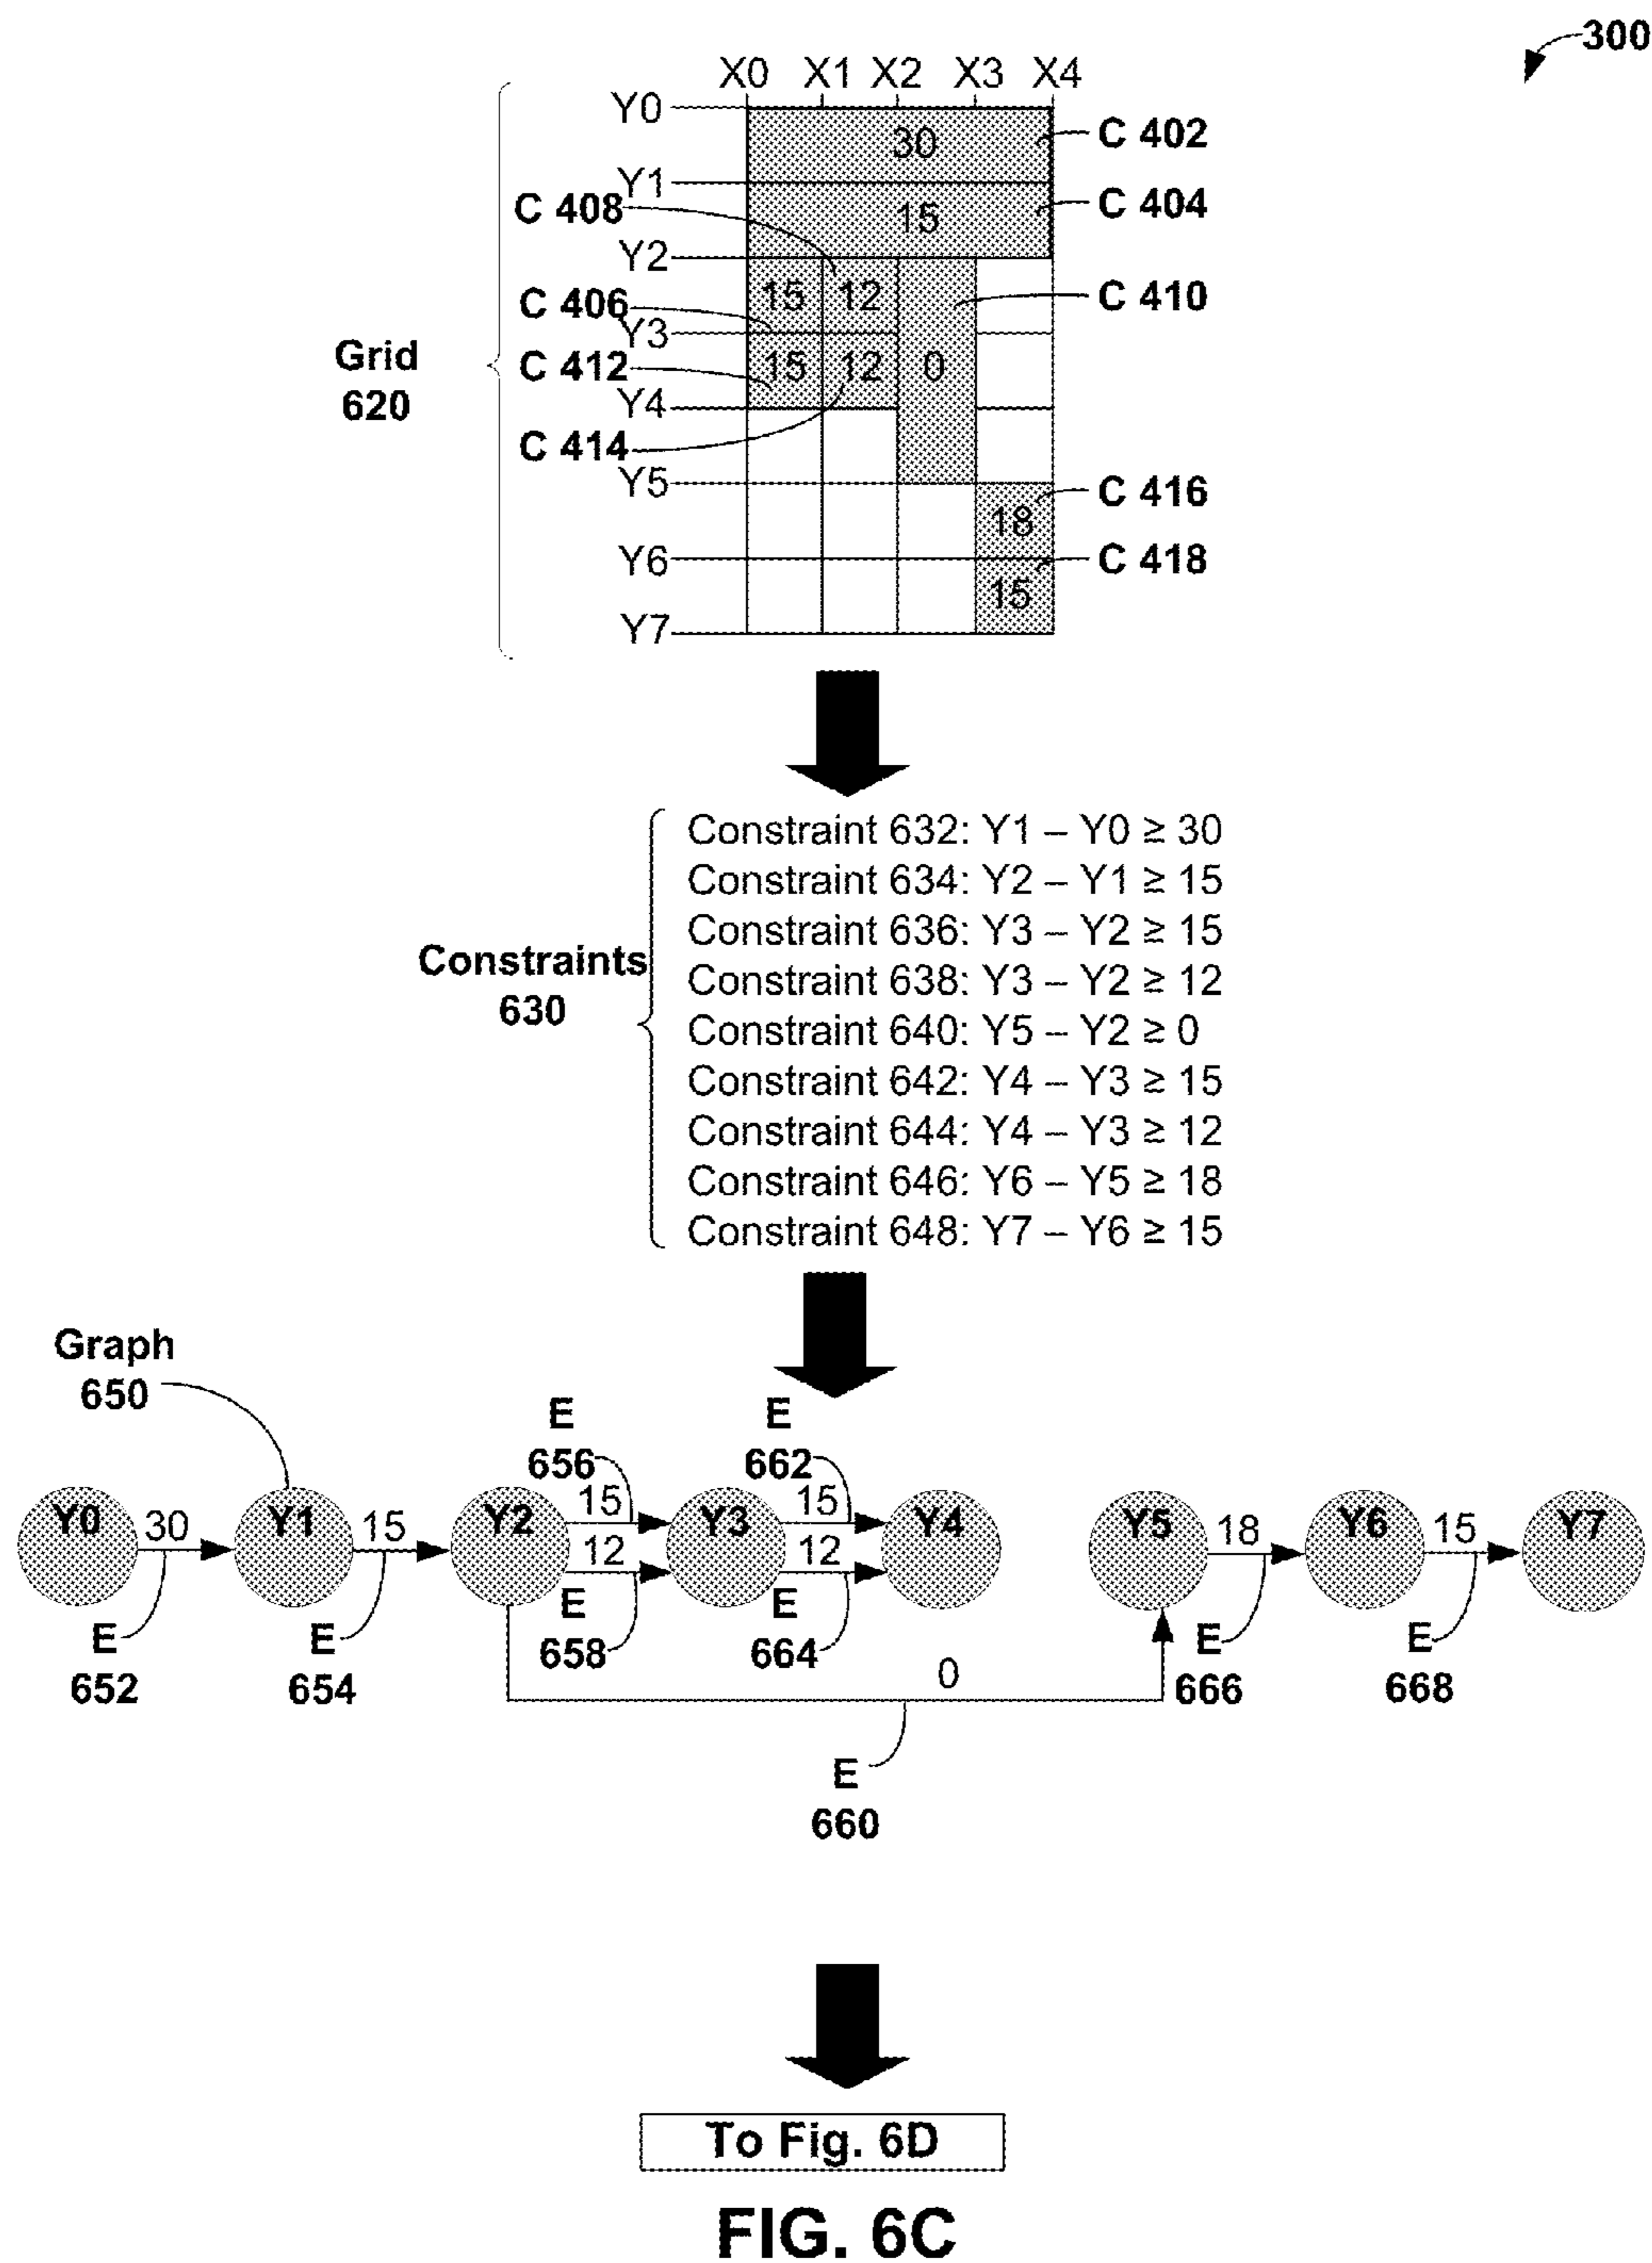 300
X0 X1 X2 X3 X4
Y0
30
C 402
Y1
C 408
15
C 404
Y2
15 12
C 410
C 406
Y3
Grid
620
C 412
15 12 0
Y4
C 414
Y5
C 416
18
Y6
C 418
15
Y7
Constraints
630
Constraint 632: Y1 – Y0 ≥ 30
Constraint 634: Y2 – Y1 ≥ 15
Constraint 636: Y3 – Y2 ≥ 15
Constraint 638: Y3 – Y2 ≥ 12
Constraint 640: Y5 – Y2 ≥ 0
Constraint 642: Y4 – Y3 ≥ 15
Constraint 644: Y4 – Y3 ≥ 12
Constraint 646: Y6 – Y5 ≥ 18
Constraint 648: Y7 – Y6 ≥ 15
Graph
650
E
656
E
662
Y0 30 Y1 15 Y2 15 Y3 15 Y4 Y5 18 Y6 15 Y7
12 12
E
652
E
654
E
658
E
664
E
666
E
668
0
E
660
To Fig. 6D
FIG. 6C